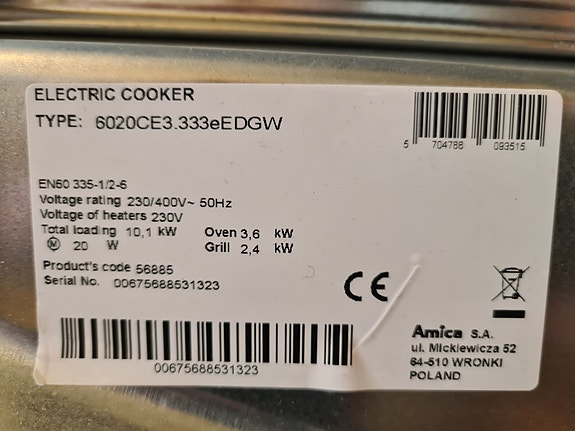 ELECTRIC COOKER
TYPE: 6020CE3.333eEDGW
5 704786 093515
EN60 335-1/2-6
Voltage rating 230/400V~ 50Hz
Voltage of heaters 230V
Total loading 10,1 kW Oven 3,6 kW
M 20 W Grill 2,4 kW
Product's code 56885
Serial No. 00675688531323
CE
00675688531323
Amica S.A.
ul. Mickiewicza 52
64-510 WRONKI
POLAND